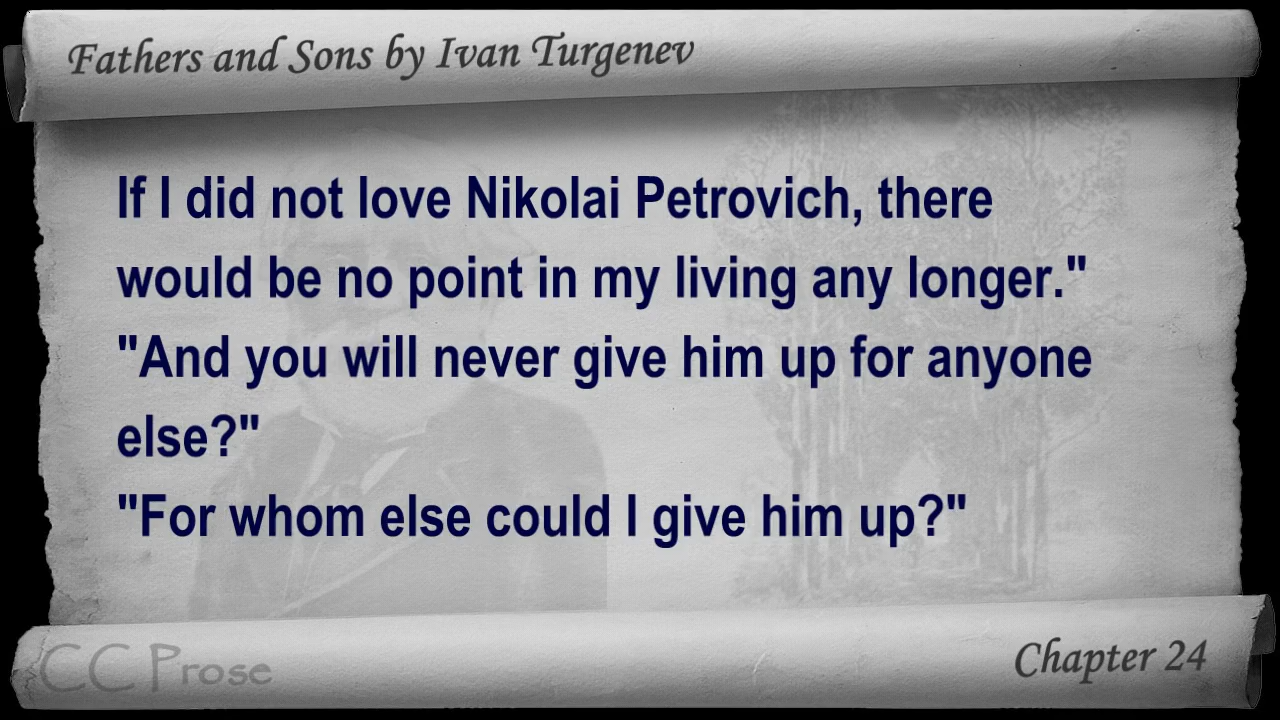 Fathers and Sons by Ivan Turgenev
If I did not love Nikolai Petrovich, there
would be no point in my living any longer."
"And you will never give him up for anyone
else?"
"For whom else could I give him up?"
CC Prose
Chapter 24